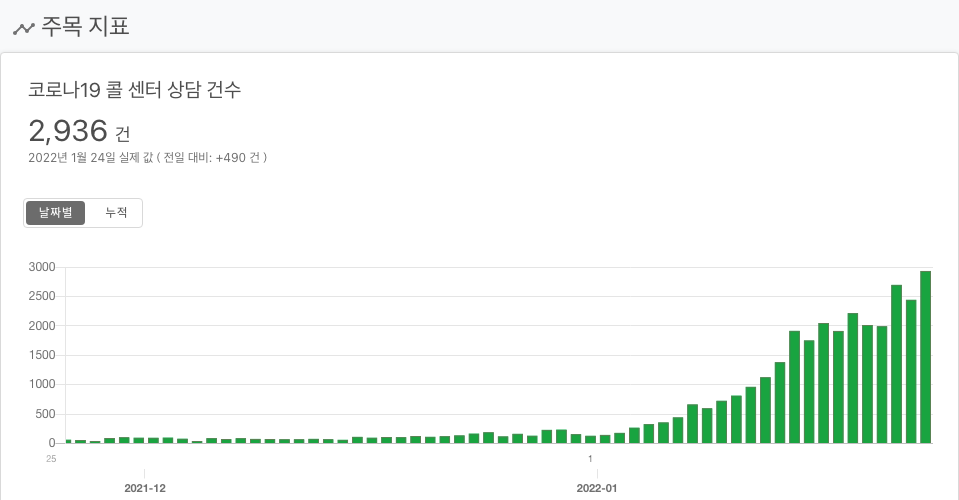 주목 지표
코로나19 콜 센터 상담 건수
2,936 건
2022년 1월 24일 실제 값 ( 전일 대비: +490 건 )
날짜별 누적
3000
2500
2000
1500
1000
500
0
25 1
2021-12 2022-01